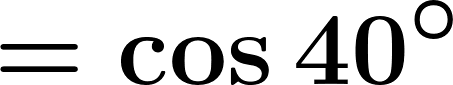 = cos 40°